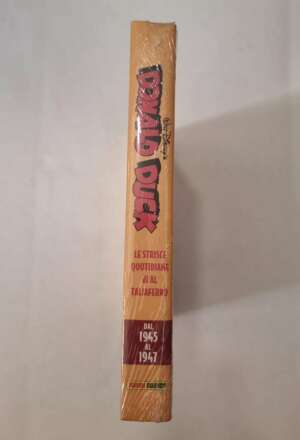 Walt Disney
DONALD DUCK
LE STRISCE
QUOTIDIANE
di AL
TALIAFERRO
DAL
1945
AL
1947